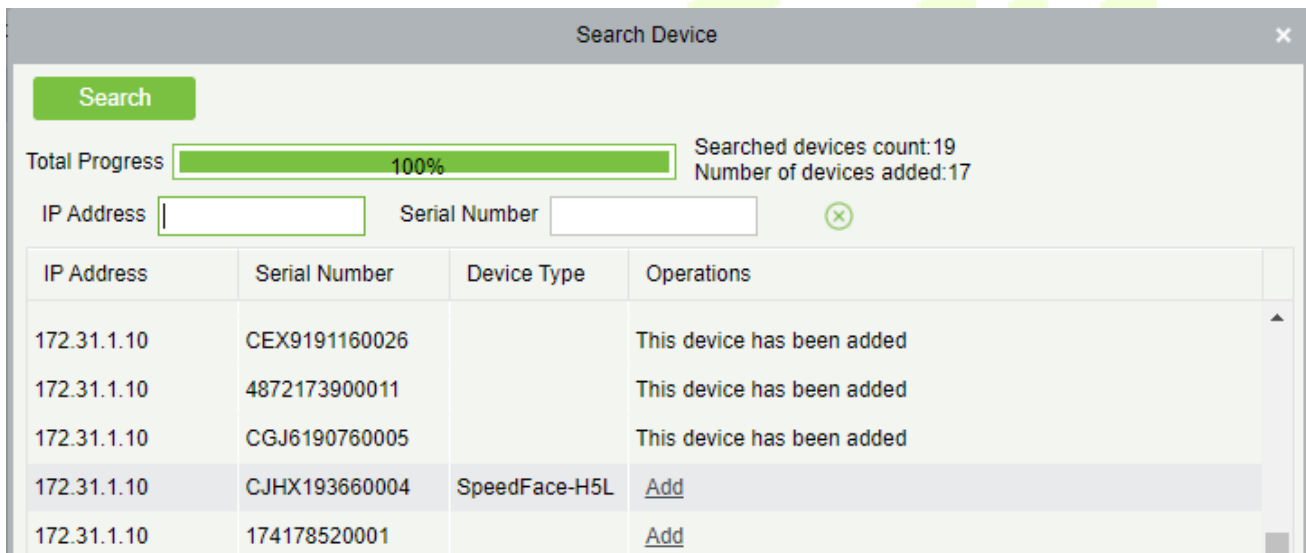 Search Device
Search
Total Progress 100% Searched devices count:19
Number of devices added:17
IP Address Serial Number
IP Address Serial Number Device Type Operations
172.31.1.10 CEX9191160026 This device has been added
172.31.1.10 4872173900011 This device has been added
172.31.1.10 CGJ6190760005 This device has been added
172.31.1.10 CJHX193660004 SpeedFace-H5L Add
172.31.1.10 174178520001 Add